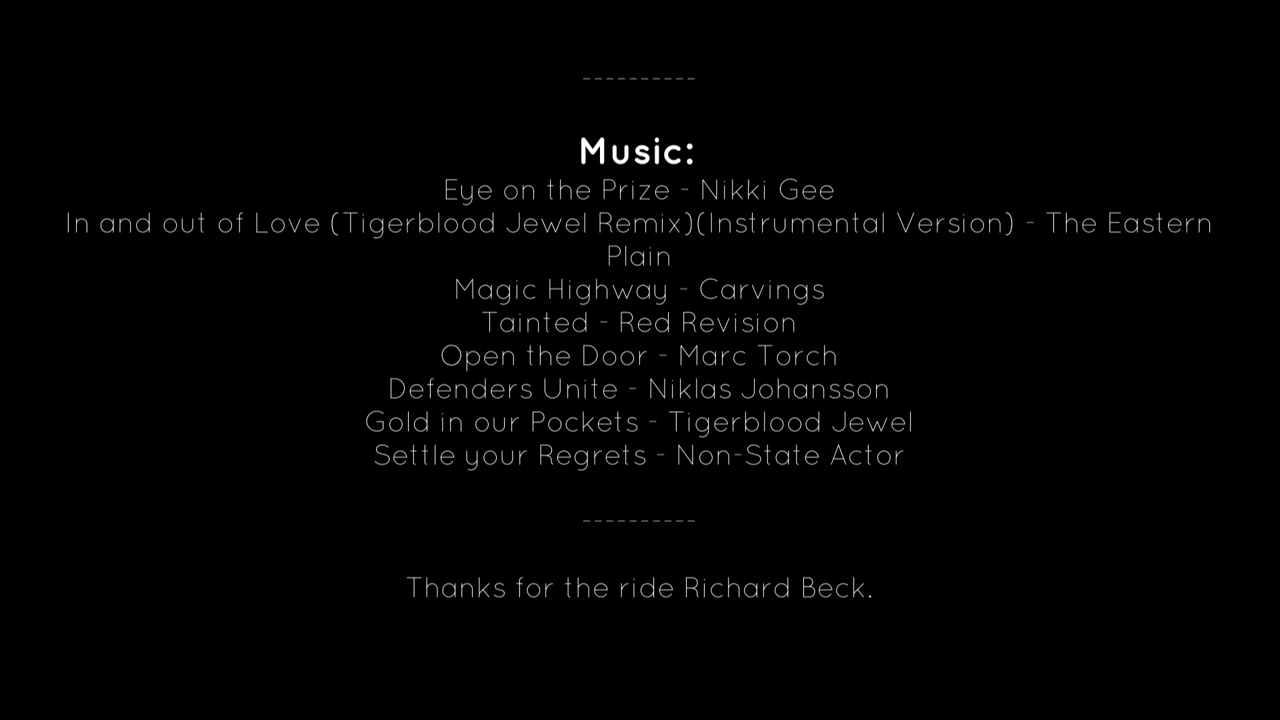 ----------
Music:
Eye on the Prize - Nikki Gee
In and out of Love (Tigerblood Jewel Remix)(Instrumental Version) - The Eastern
Plain
Magic Highway - Carvings
Tainted - Red Revision
Open the Door - Marc Torch
Defenders Unite - Niklas Johansson
Gold in our Pockets - Tigerblood Jewel
Settle your Regrets - Non-State Actor
----------
Thanks for the ride Richard Beck.